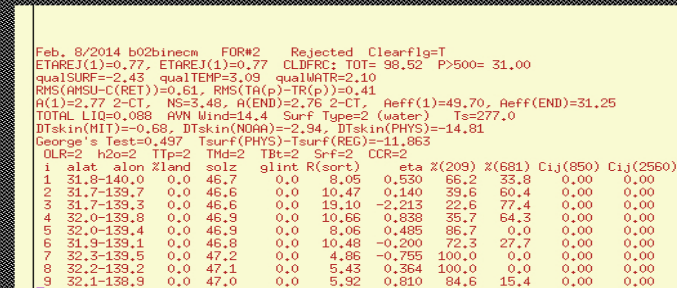 Feb. 8/2014 b02binecm FOR#2 Rejected Clearflg=T
ETAREJ(1)=0.77, ETAREJ(1)=0.77 CLDFRC: TOT= 98.52 P>500= 31.00
qualSURF=-2.43 qualTEMP=3.09 qualWATR=2.10
RMS(AMSU-C(RET))=0.61, RMS(TA(p)-TR(p))=0.41
A(1)=2.77 2-CT, NS=3.48, A(END)=2.76 2-CT, Aeff(1)=49.70, Aeff(END)=31.25
TOTAL LIQ=0.088 AVN Wind=14.4 Surf Type=2 (water) Ts=277.0
DTskin(MIT)=-0.68, DTskin(NOAA)=-2.94, DTskin(PHYS)=-14.81
George's Test=0.497 Tsurf(PHYS)-Tsurf(REG)=-11.863
OLR=2 h2o=2 TTp=2 TMd=2 TBt=2 Srf=2 CCR=2
i alat alon %land solz glint R(sort) eta %(209) %(681) Cij(850) Cij(2560)
1 31.8-140.0 0.0 46.7 0.0 8.05 0.530 66.2 33.8 0.00 0.00
2 31.7-139.7 0.0 46.6 0.0 10.47 0.140 39.6 60.4 0.00 0.00
3 31.7-139.3 0.0 46.6 0.0 19.10 -2.213 22.6 77.4 0.00 0.00
4 32.0-139.8 0.0 46.9 0.0 10.66 0.838 35.7 64.3 0.00 0.00
5 32.0-139.4 0.0 46.9 0.0 8.06 0.485 86.7 0.0 0.00 0.00
6 31.9-139.1 0.0 46.8 0.0 10.48 -0.200 72.3 27.7 0.00 0.00
7 32.3-139.5 0.0 47.2 0.0 4.86 -0.755 100.0 0.0 0.00 0.00
8 32.2-139.2 0.0 47.1 0.0 5.43 0.364 100.0 0.0 0.00 0.00
9 32.1-138.9 0.0 47.0 0.0 5.92 0.810 84.6 15.4 0.00 0.00